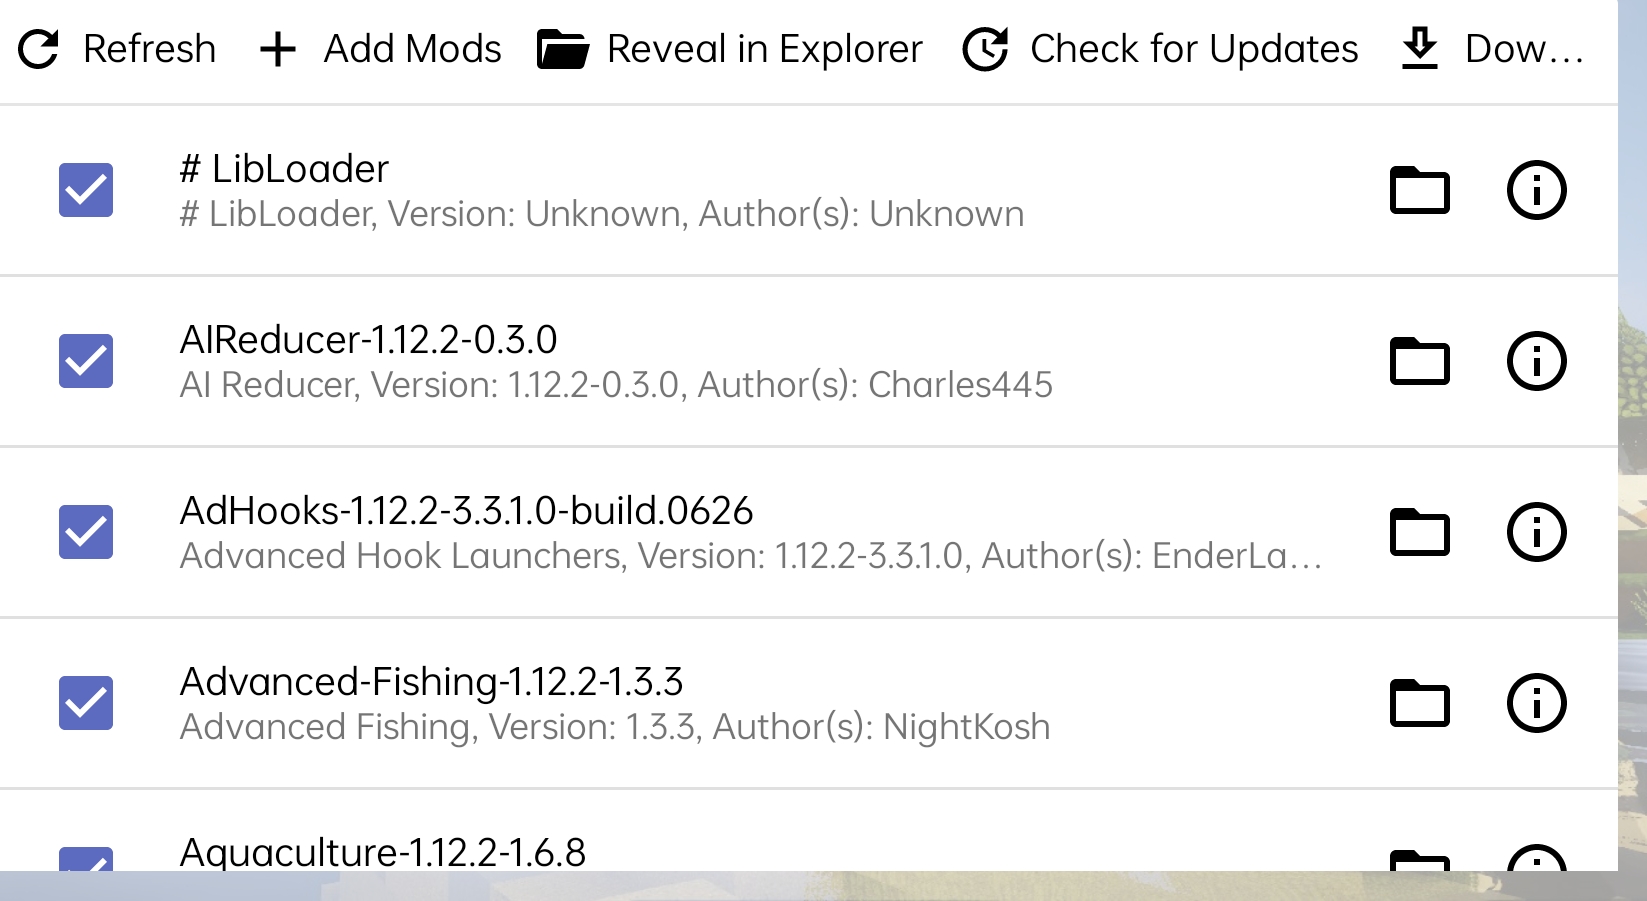 Refresh Add Mods Reveal in Explorer Check for Updates Dow...
# LibLoader
# LibLoader, Version: Unknown, Author(s): Unknown
AIReducer-1.12.2-0.3.0
AI Reducer, Version: 1.12.2-0.3.0, Author(s): Charles445
AdHooks-1.12.2-3.3.1.0-build.0626
Advanced Hook Launchers, Version: 1.12.2-3.3.1.0, Author(s): EnderLa...
Advanced-Fishing-1.12.2-1.3.3
Advanced Fishing, Version: 1.3.3, Author(s): NightKosh
Aquaculture-1.12.2-1.6.8